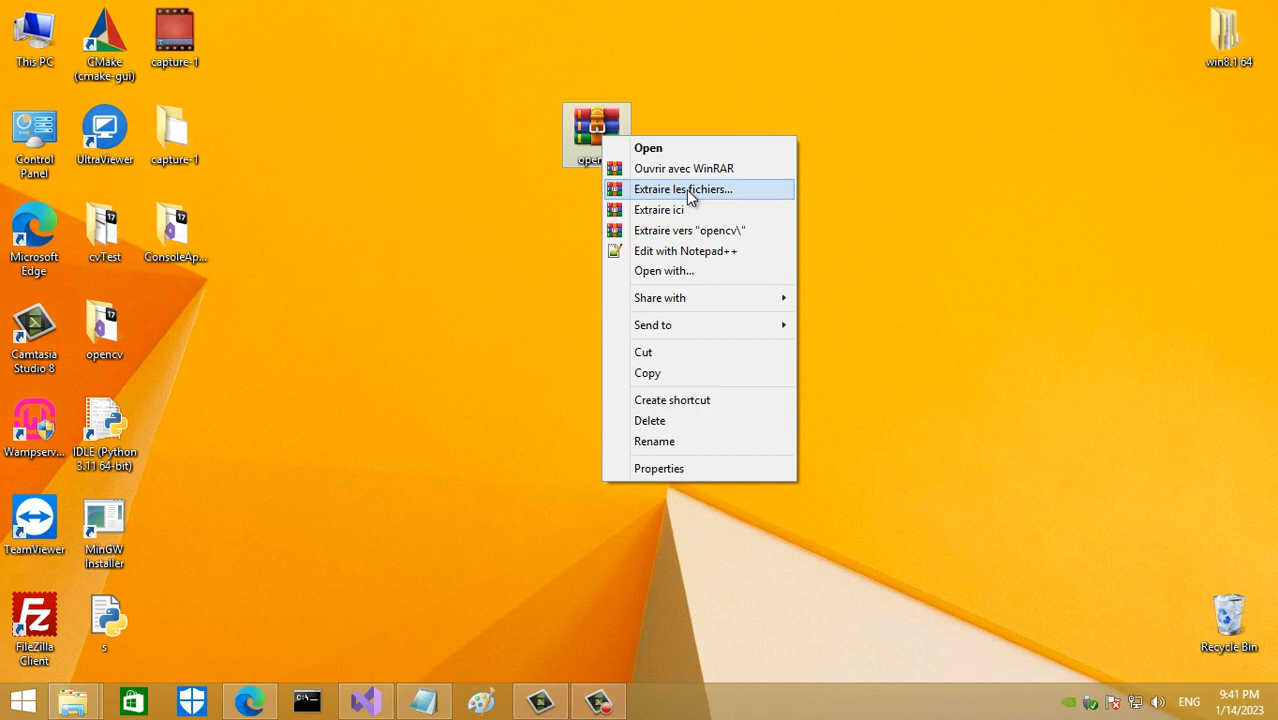 This PC
CMake
(cmake-gui)
capture-1
win8.1 64
Control
Panel
UltraViewer
capture-1
Microsoft
Edge
cvTest
ConsoleAp...
Camtasia
Studio 8
opencv
Wampserv...
IDLE (Python
3.11 64-bit)
TeamViewer
MinGW
Installer
FileZilla
Client
s
Open
Ouvrir avec WinRAR
Extraire les fichiers...
Extraire ici
Extraire vers "opencv\"
Edit with Notepad++
Open with...
Share with
Send to
Cut
Copy
Create shortcut
Delete
Rename
Properties
Recycle Bin
17
17
C:\_
ENG
9:41 PM
1/14/2023